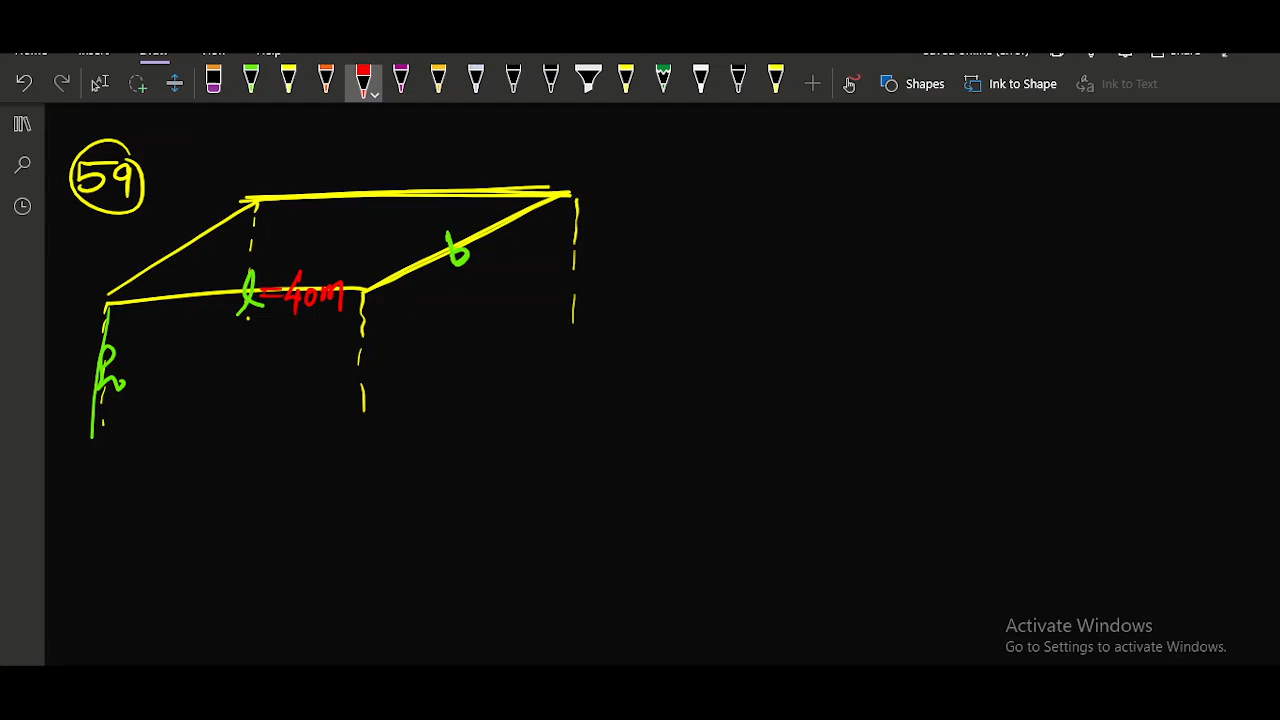 Shapes
Ink to Shape
Ink to Text
59
b
l = 40m
h
Activate Windows
Go to Settings to activate Windows.